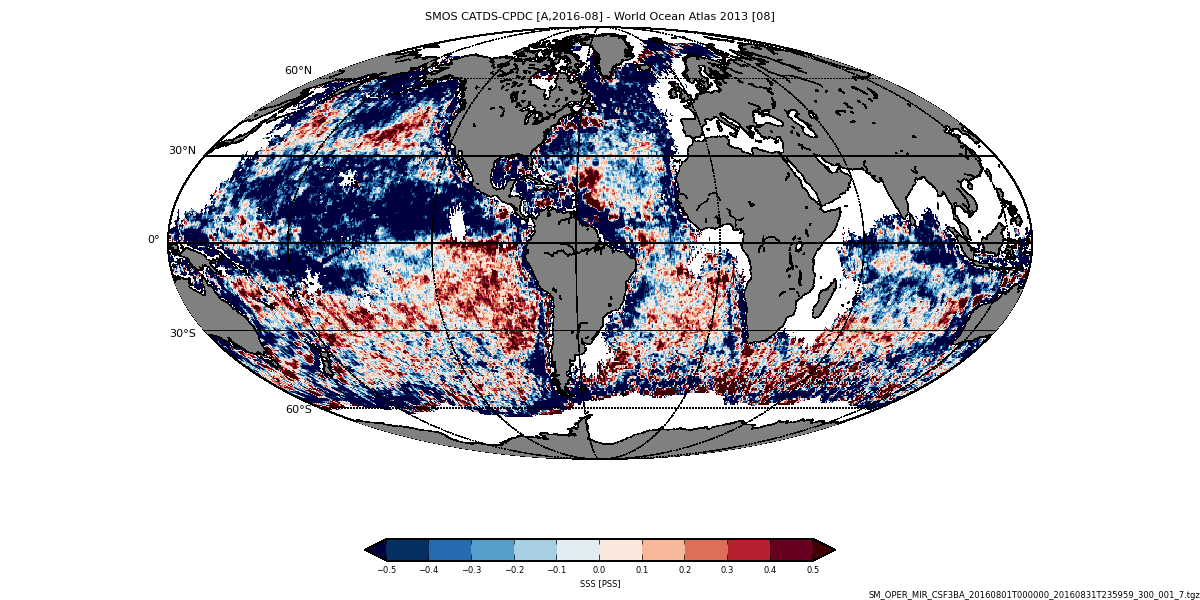 SMOS CATDS-CPDC [A,2016-08] - World Ocean Atlas 2013 [08]
60°N
30°N
0°
30°S
60°S
−0.5 −0.4 −0.3 −0.2 −0.1 0.0 0.1 0.2 0.3 0.4 0.5
SSS [PSS]
SM_OPER_MIR_CSF3BA_20160801T000000_20160831T235959_300_001_7.tgz